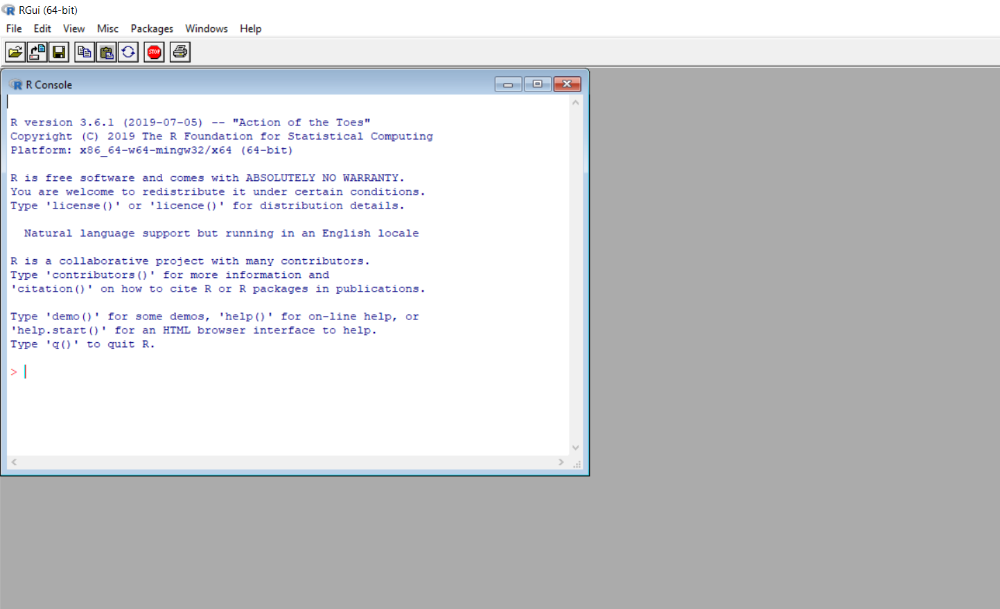 RGui (64-bit)
File Edit View Misc Packages Windows Help
STOP
R Console
R version 3.6.1 (2019-07-05) -- "Action of the Toes"
Copyright (C) 2019 The R Foundation for Statistical Computing
Platform: x86_64-w64-mingw32/x64 (64-bit)
R is free software and comes with ABSOLUTELY NO WARRANTY.
You are welcome to redistribute it under certain conditions.
Type 'license()' or 'licence()' for distribution details.
Natural language support but running in an English locale
R is a collaborative project with many contributors.
Type 'contributors()' for more information and
'citation()' on how to cite R or R packages in publications.
Type 'demo()' for some demos, 'help()' for on-line help, or
'help.start()' for an HTML browser interface to help.
Type 'q()' to quit R.
>